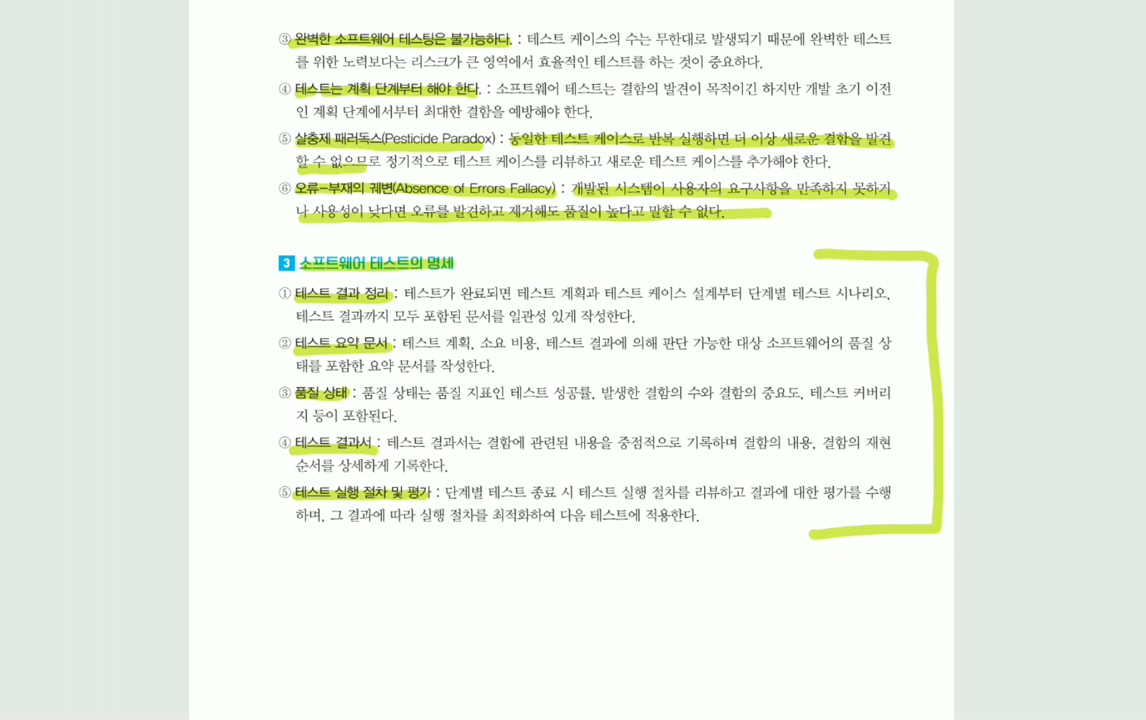 ③ 완벽한 소프트웨어 테스팅은 불가능하다. : 테스트 케이스의 수는 무한대로 발생되기 때문에 완벽한 테스트
를 위한 노력보다는 리스크가 큰 영역에서 효율적인 테스트를 하는 것이 중요하다.
④ 테스트는 계획 단계부터 해야 한다. : 소프트웨어 테스트는 결함의 발견이 목적이긴 하지만 개발 초기 이전
인 계획 단계에서부터 최대한 결함을 예방해야 한다.
⑤ 살충제 패러독스(Pesticide Paradox) : 동일한 테스트 케이스로 반복 실행하면 더 이상 새로운 결함을 발견
할 수 없으므로 정기적으로 테스트 케이스를 리뷰하고 새로운 테스트 케이스를 추가해야 한다.
⑥ 오류-부재의 궤변(Absence of Errors Fallacy) : 개발된 시스템이 사용자의 요구사항을 만족하지 못하거
나 사용성이 낮다면 오류를 발견하고 제거해도 품질이 높다고 말할 수 없다.
3 소프트웨어 테스트의 명세
① 테스트 결과 정리 : 테스트가 완료되면 테스트 계획과 테스트 케이스 설계부터 단계별 테스트 시나리오,
테스트 결과까지 모두 포함된 문서를 일관성 있게 작성한다.
② 테스트 요약 문서 : 테스트 계획, 소요 비용, 테스트 결과에 의해 판단 가능한 대상 소프트웨어의 품질 상
태를 포함한 요약 문서를 작성한다.
③ 품질 상태 : 품질 상태는 품질 지표인 테스트 성공률, 발생한 결함의 수와 결함의 중요도, 테스트 커버리
지 등이 포함된다.
④ 테스트 결과서 : 테스트 결과서는 결함에 관련된 내용을 중점적으로 기록하며 결함의 내용, 결함의 재현
순서를 상세하게 기록한다.
⑤ 테스트 실행 절차 및 평가 : 단계별 테스트 종료 시 테스트 실행 절차를 리뷰하고 결과에 대한 평가를 수행
하며, 그 결과에 따라 실행 절차를 최적화하여 다음 테스트에 적용한다.